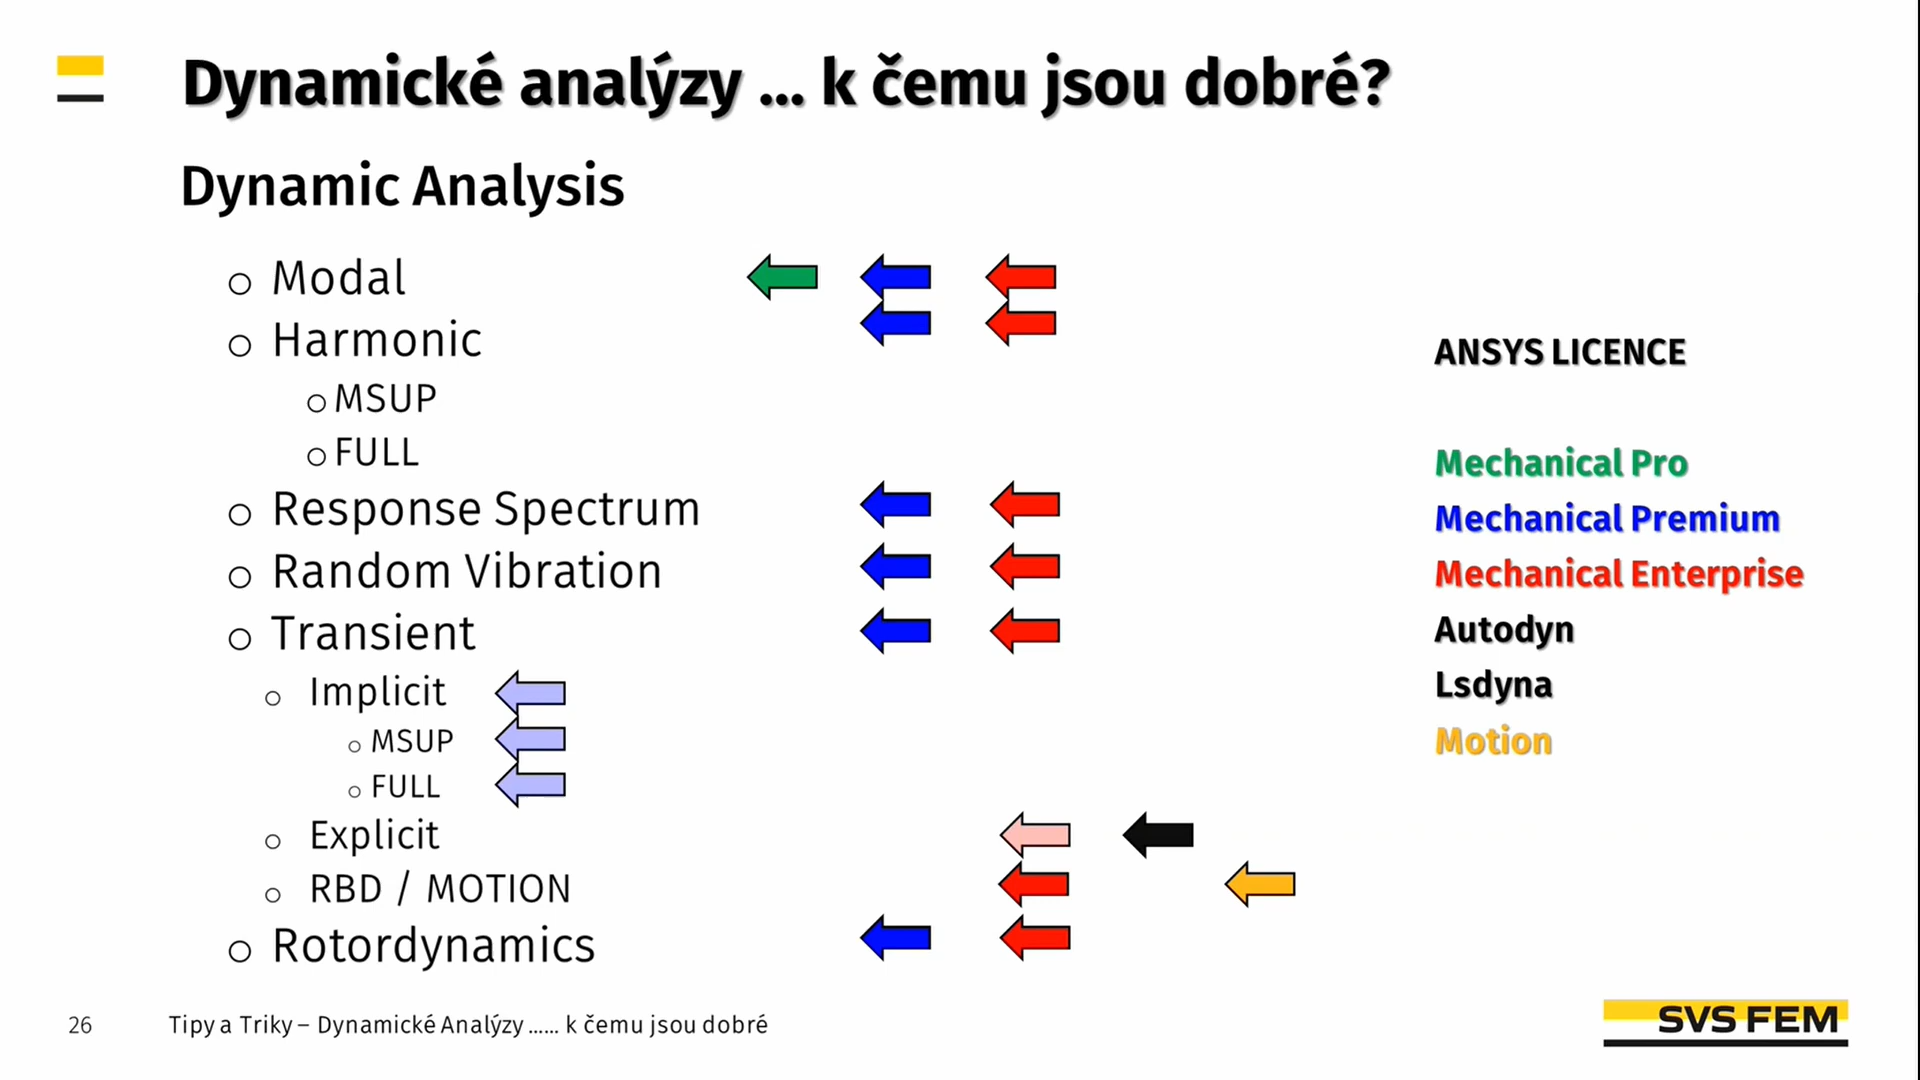 Dynamické analýzy ... k čemu jsou dobré?
Dynamic Analysis
Modal
Harmonic
MSUP
FULL
Response Spectrum
Random Vibration
Transient
Implicit
MSUP
FULL
Explicit
RBD / MOTION
Rotordynamics
ANSYS LICENCE
Mechanical Pro
Mechanical Premium
Mechanical Enterprise
Autodyn
Lsdyna
Motion
26
Tipy a Triky – Dynamické Analýzy ...... k čemu jsou dobré
SVS FEM